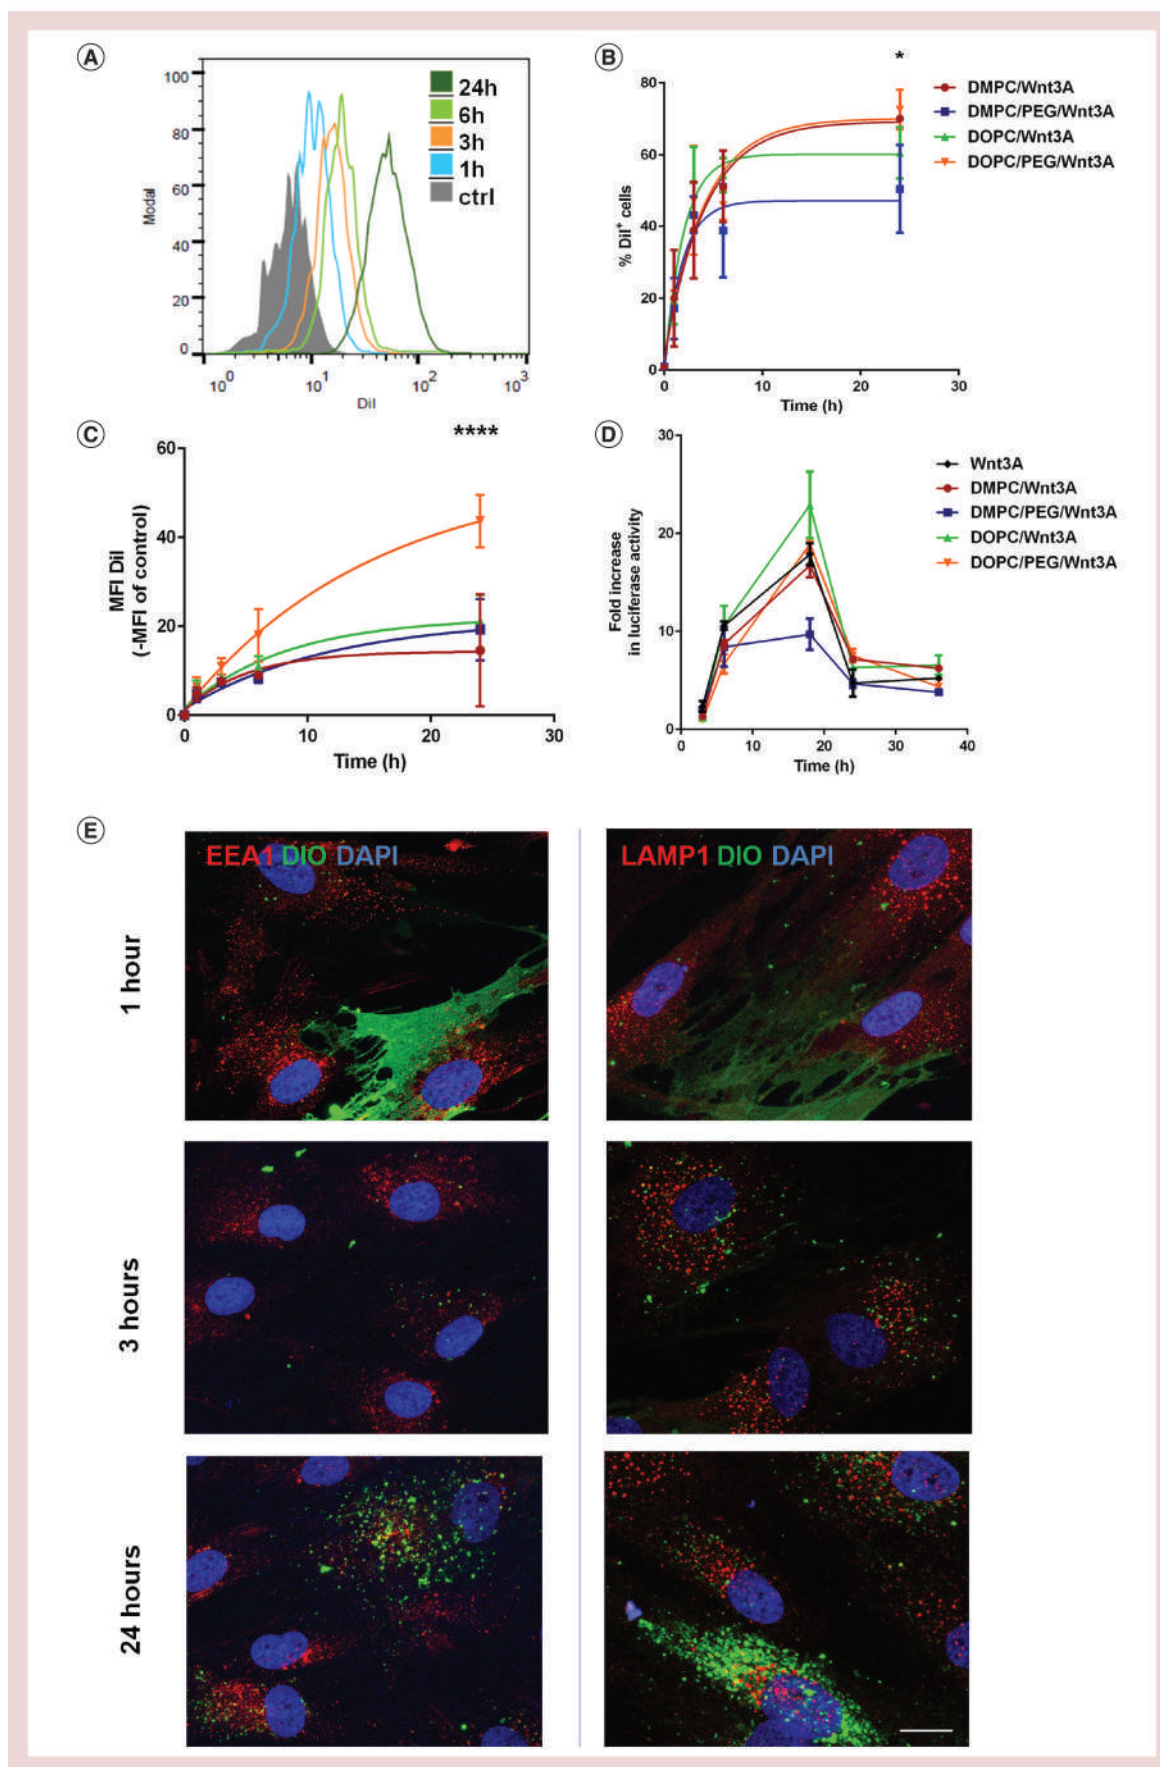 A
100
80
60
40
20
0
Modal
10^0 10^1 10^2 10^3
DiI
24h
6h
3h
1h
ctrl
B
*
80
60
40
20
0
% DiI+ cells
0 10 20 30
Time (h)
DMPC/Wnt3A
DMPC/PEG/Wnt3A
DOPC/Wnt3A
DOPC/PEG/Wnt3A
C
****
60
40
20
0
MFI DiI
(-MFI of control)
0 10 20 30
Time (h)
D
30
20
10
0
Fold increase
in luciferase activity
0 10 20 30 40
Time (h)
Wnt3A
DMPC/Wnt3A
DMPC/PEG/Wnt3A
DOPC/Wnt3A
DOPC/PEG/Wnt3A
E
EEA1 DIO DAPI
LAMP1 DIO DAPI
1 hour
3 hours
24 hours